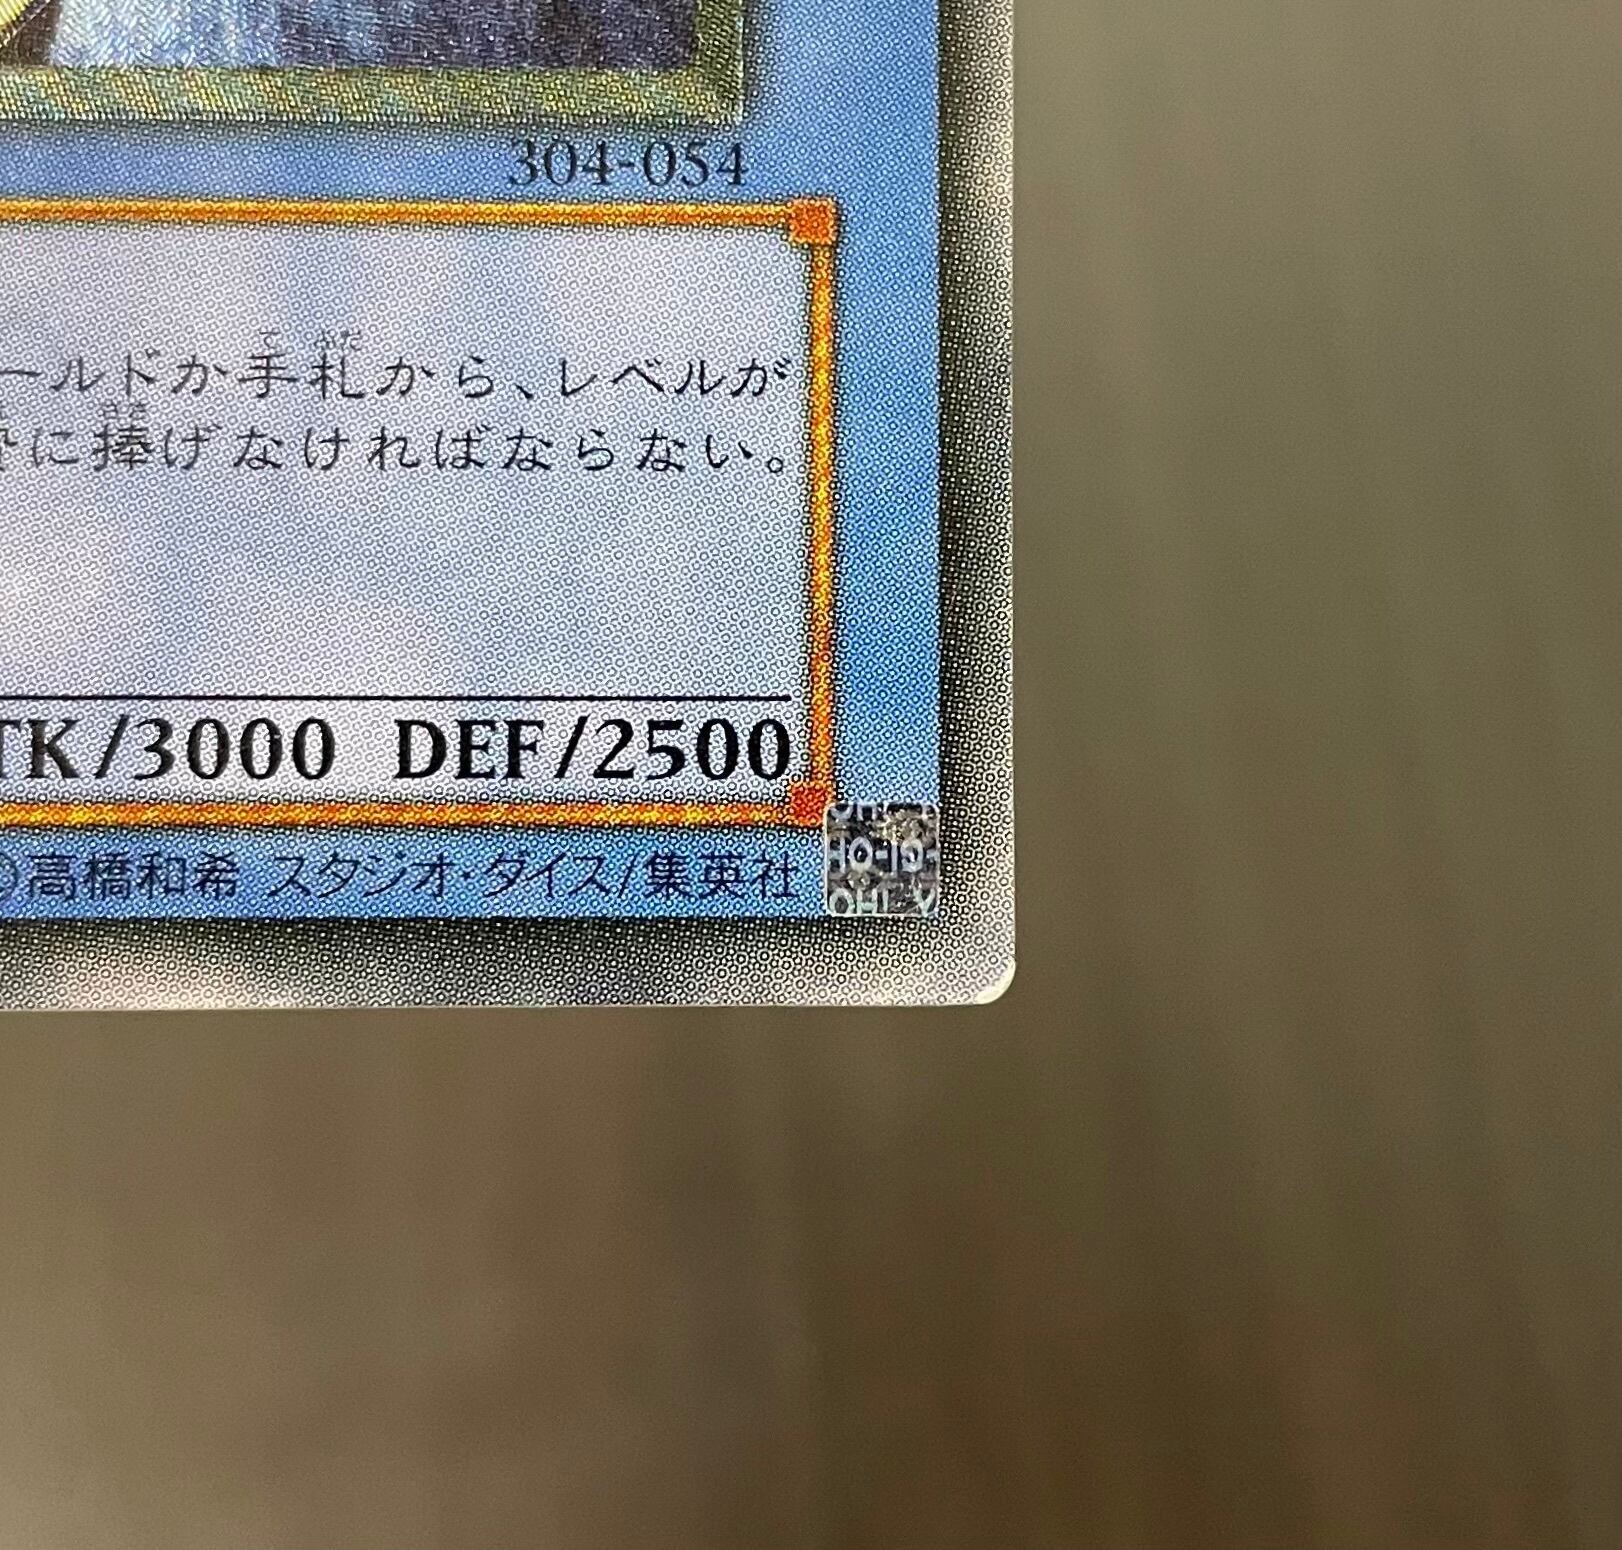 304-054
ールドか手札から、レベルが
に捧げなければならない。
TK/3000 DEF/2500
高橋和希 スタジオ・ダイス/集英社